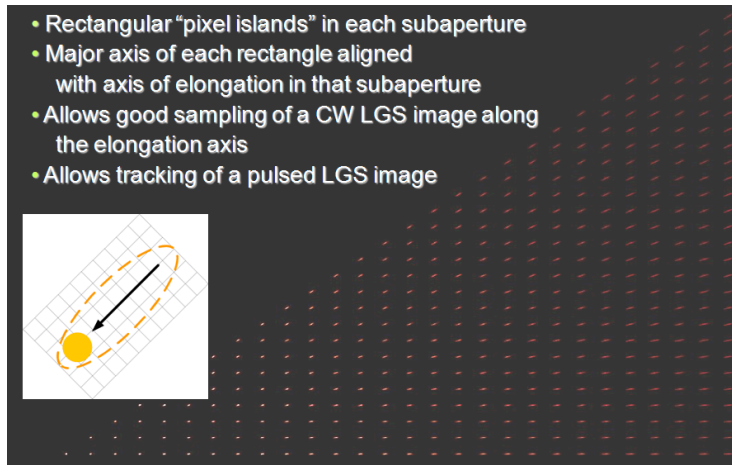 • Rectangular “pixel islands” in each subaperture
• Major axis of each rectangle aligned
with axis of elongation in that subaperture
• Allows good sampling of a CW LGS image along
the elongation axis
• Allows tracking of a pulsed LGS image